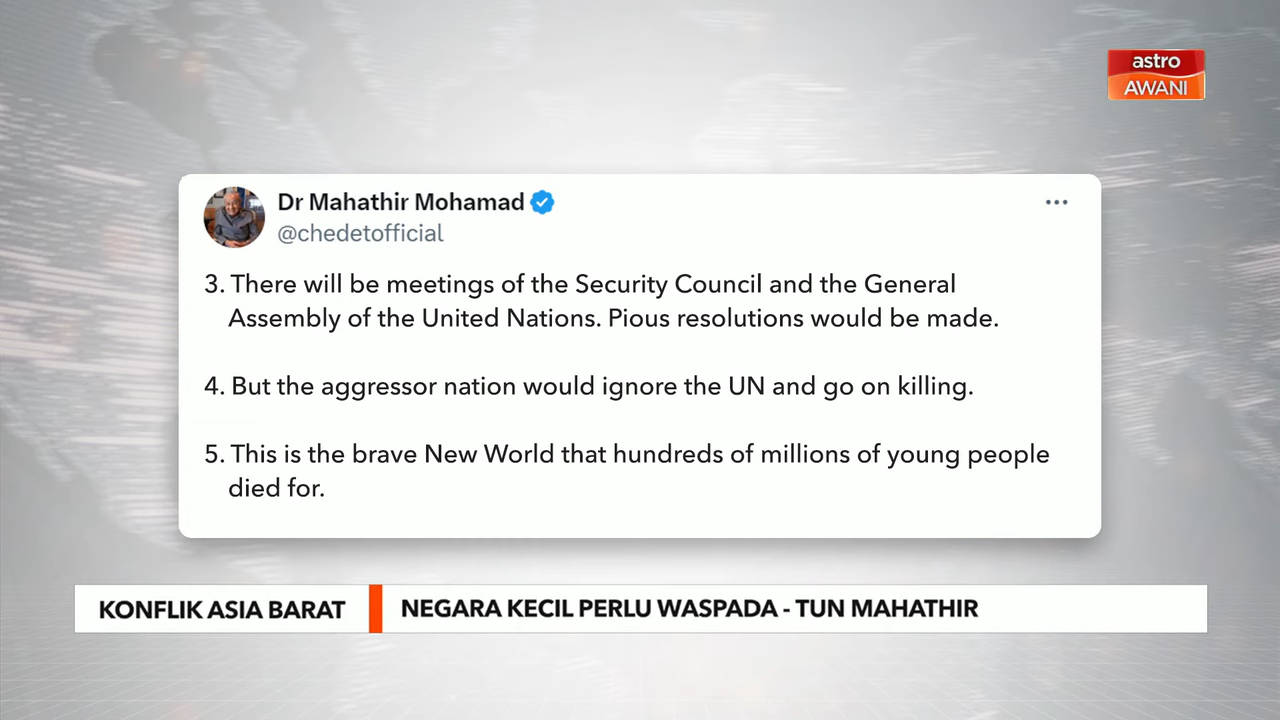 astro
AWANI
Dr Mahathir Mohamad
@chedetofficial
3. There will be meetings of the Security Council and the General
Assembly of the United Nations. Pious resolutions would be made.
4. But the aggressor nation would ignore the UN and go on killing.
5. This is the brave New World that hundreds of millions of young people
died for.
KONFLIK ASIA BARAT
NEGARA KECIL PERLU WASPADA - TUN MAHATHIR